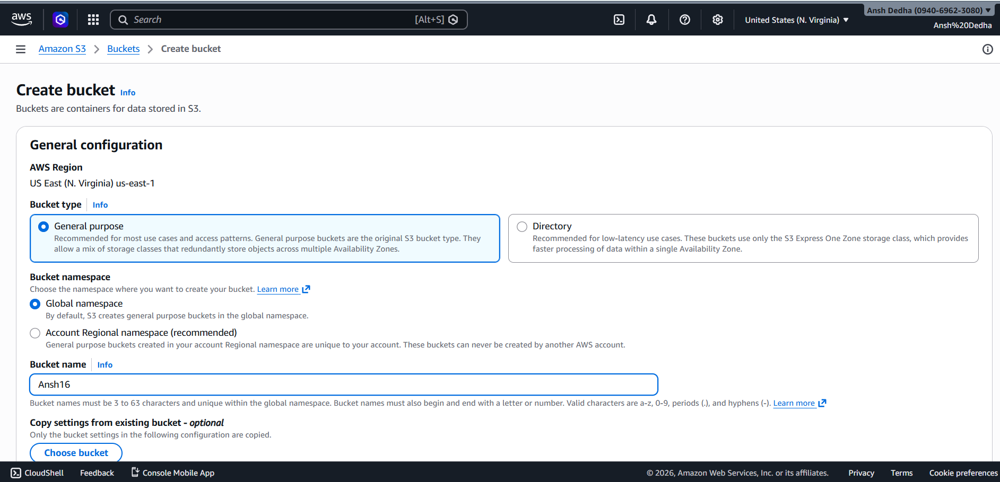 aws
Search [Alt+S]
United States (N. Virginia) ▼
Ansh Dedha (0940-6962-3080) ▼
Ansh%20Dedha
Amazon S3 > Buckets > Create bucket
Create bucket Info
Buckets are containers for data stored in S3.
General configuration
AWS Region
US East (N. Virginia) us-east-1
Bucket type Info
General purpose
Recommended for most use cases and access patterns. General purpose buckets are the original S3 bucket type. They
allow a mix of storage classes that redundantly store objects across multiple Availability Zones.
Directory
Recommended for low-latency use cases. These buckets use only the S3 Express One Zone storage class, which provides
faster processing of data within a single Availability Zone.
Bucket namespace
Choose the namespace where you want to create your bucket. Learn more
Global namespace
By default, S3 creates general purpose buckets in the global namespace.
Account Regional namespace (recommended)
General purpose buckets created in your account Regional namespace are unique to your account. These buckets can never be created by another AWS account.
Bucket name Info
Ansh16
Bucket names must be 3 to 63 characters and unique within the global namespace. Bucket names must also begin and end with a letter or number. Valid characters are a-z, 0-9, periods (.), and hyphens (-). Learn more
Copy settings from existing bucket - optional
Only the bucket settings in the following configuration are copied.
Choose bucket
CloudShell Feedback Console Mobile App © 2026, Amazon Web Services, Inc. or its affiliates. Privacy Terms Cookie preferences